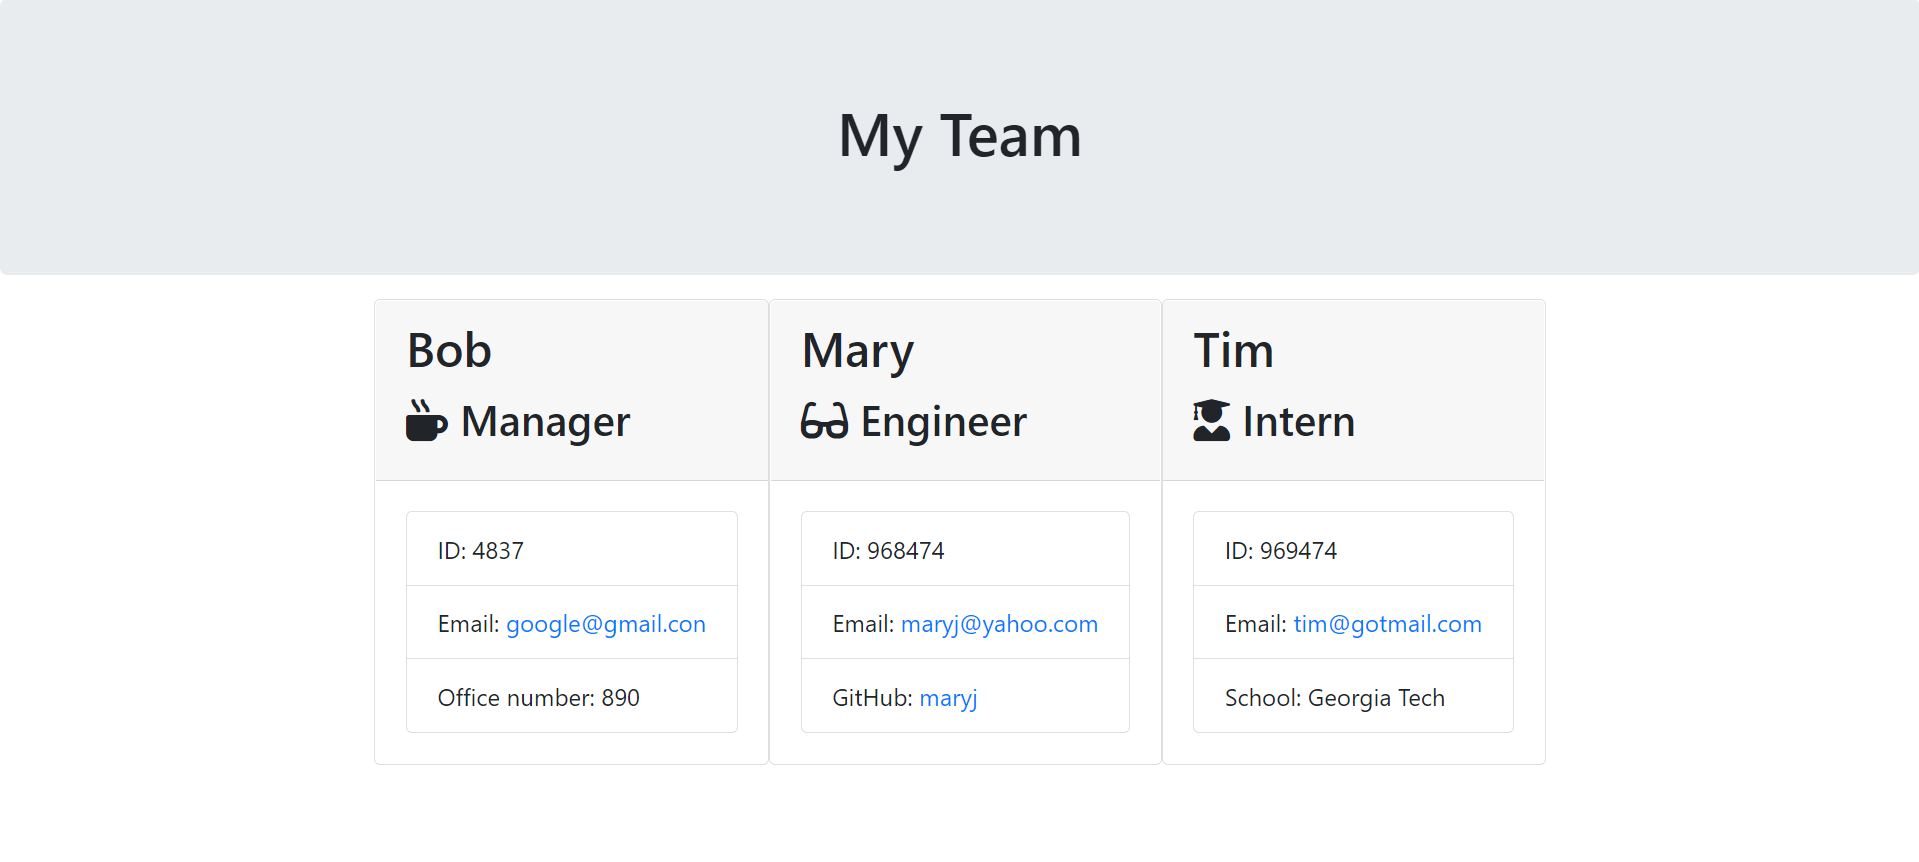 My Team
Bob
Manager
ID: 4837
Email: google@gmail.con
Office number: 890
Mary
Engineer
ID: 968474
Email: maryj@yahoo.com
GitHub: maryj
Tim
Intern
ID: 969474
Email: tim@gotmail.com
School: Georgia Tech